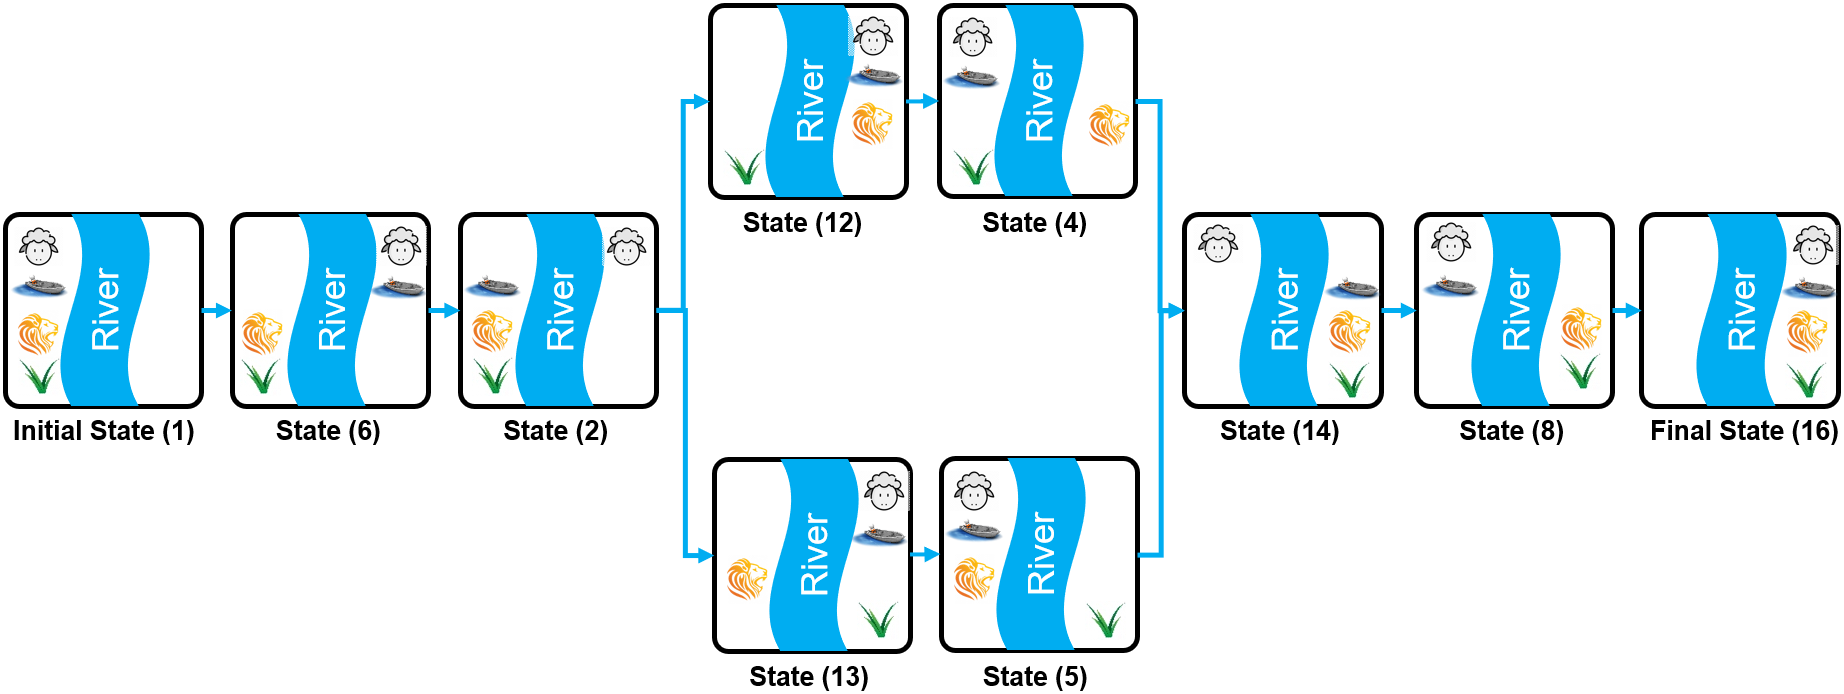 River
River
State (12)
State (4)
River
River
River
River
River
River
Initial State (1)
State (6)
State (2)
State (14)
State (8)
Final State (16)
River
River
State (13)
State (5)